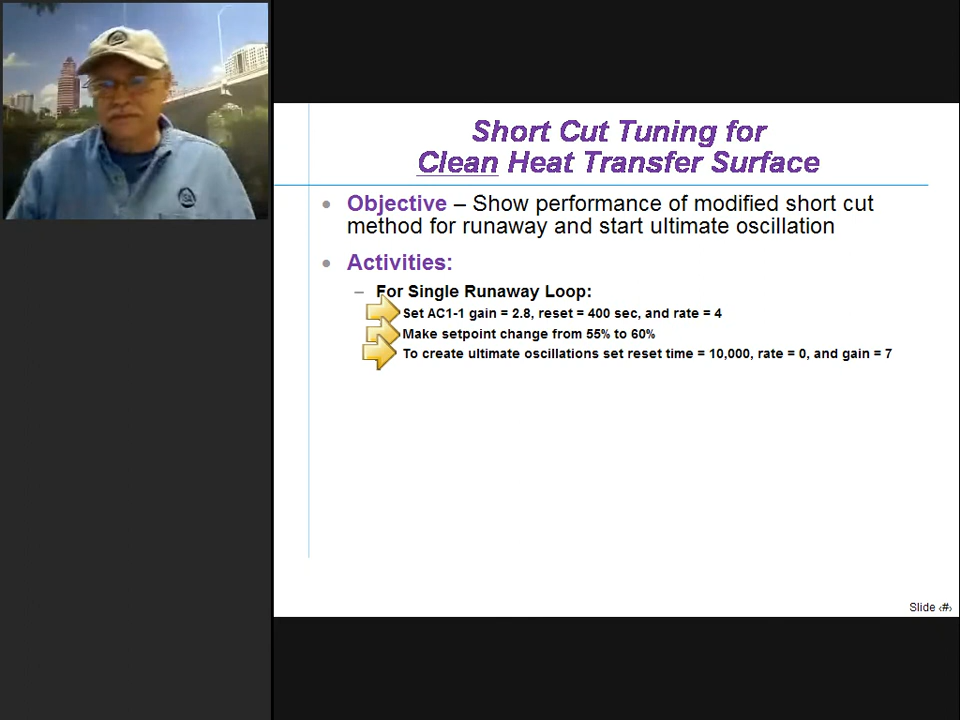 Short Cut Tuning for
Clean Heat Transfer Surface
• Objective – Show performance of modified short cut
method for runaway and start ultimate oscillation
• Activities:
– For Single Runaway Loop:
Set AC1-1 gain = 2.8, reset = 400 sec, and rate = 4
Make setpoint change from 55% to 60%
To create ultimate oscillations set reset time = 10,000, rate = 0, and gain = 7
Slide ‹#›